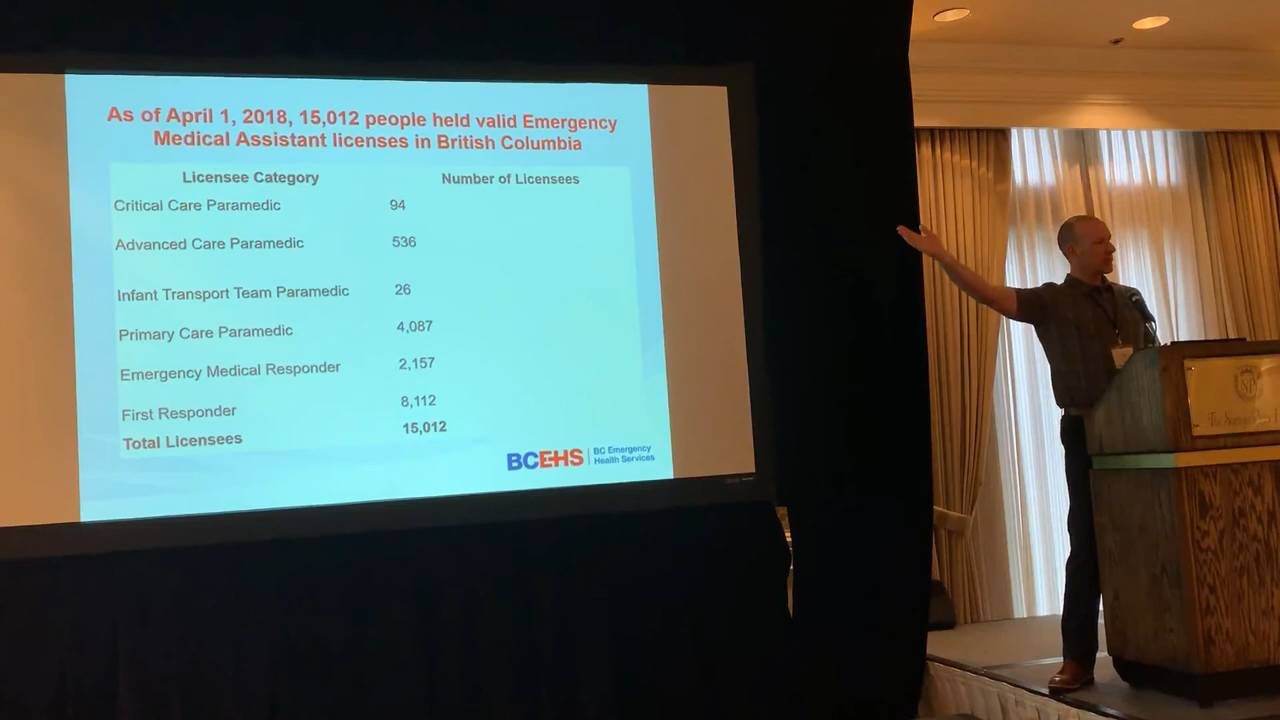 As of April 1, 2018, 15,012 people held valid Emergency
Medical Assistant licenses in British Columbia
Licensee Category Number of Licensees
Critical Care Paramedic 94
Advanced Care Paramedic 536
Infant Transport Team Paramedic 26
Primary Care Paramedic 4,087
Emergency Medical Responder 2,157
First Responder 8,112
Total Licensees 15,012
BCEHS BC Emergency
Health Services
The